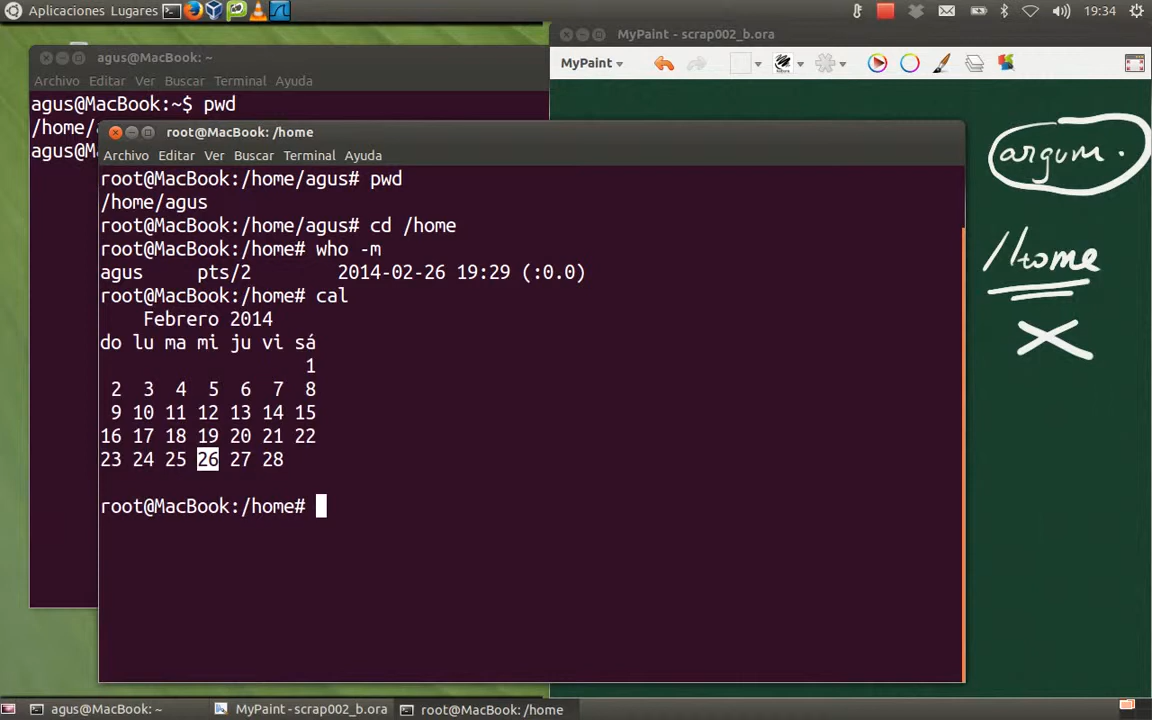 Aplicaciones Lugares 19:34
MyPaint - scrap002_b.ora
agus@MacBook: ~
MyPaint
Archivo Editar Ver Buscar Terminal Ayuda
agus@MacBook:~$ pwd
/home/
agus@M
root@MacBook: /home
Archivo Editar Ver Buscar Terminal Ayuda
root@MacBook:/home/agus# pwd
/home/agus
root@MacBook:/home/agus# cd /home
root@MacBook:/home# who -m
agus pts/2 2014-02-26 19:29 (:0.0)
root@MacBook:/home# cal
Febrero 2014
do lu ma mi ju vi sá
1
2 3 4 5 6 7 8
9 10 11 12 13 14 15
16 17 18 19 20 21 22
23 24 25 26 27 28
root@MacBook:/home#
argum.
/Home
X
agus@MacBook: ~ MyPaint - scrap002_b.ora root@MacBook: /home